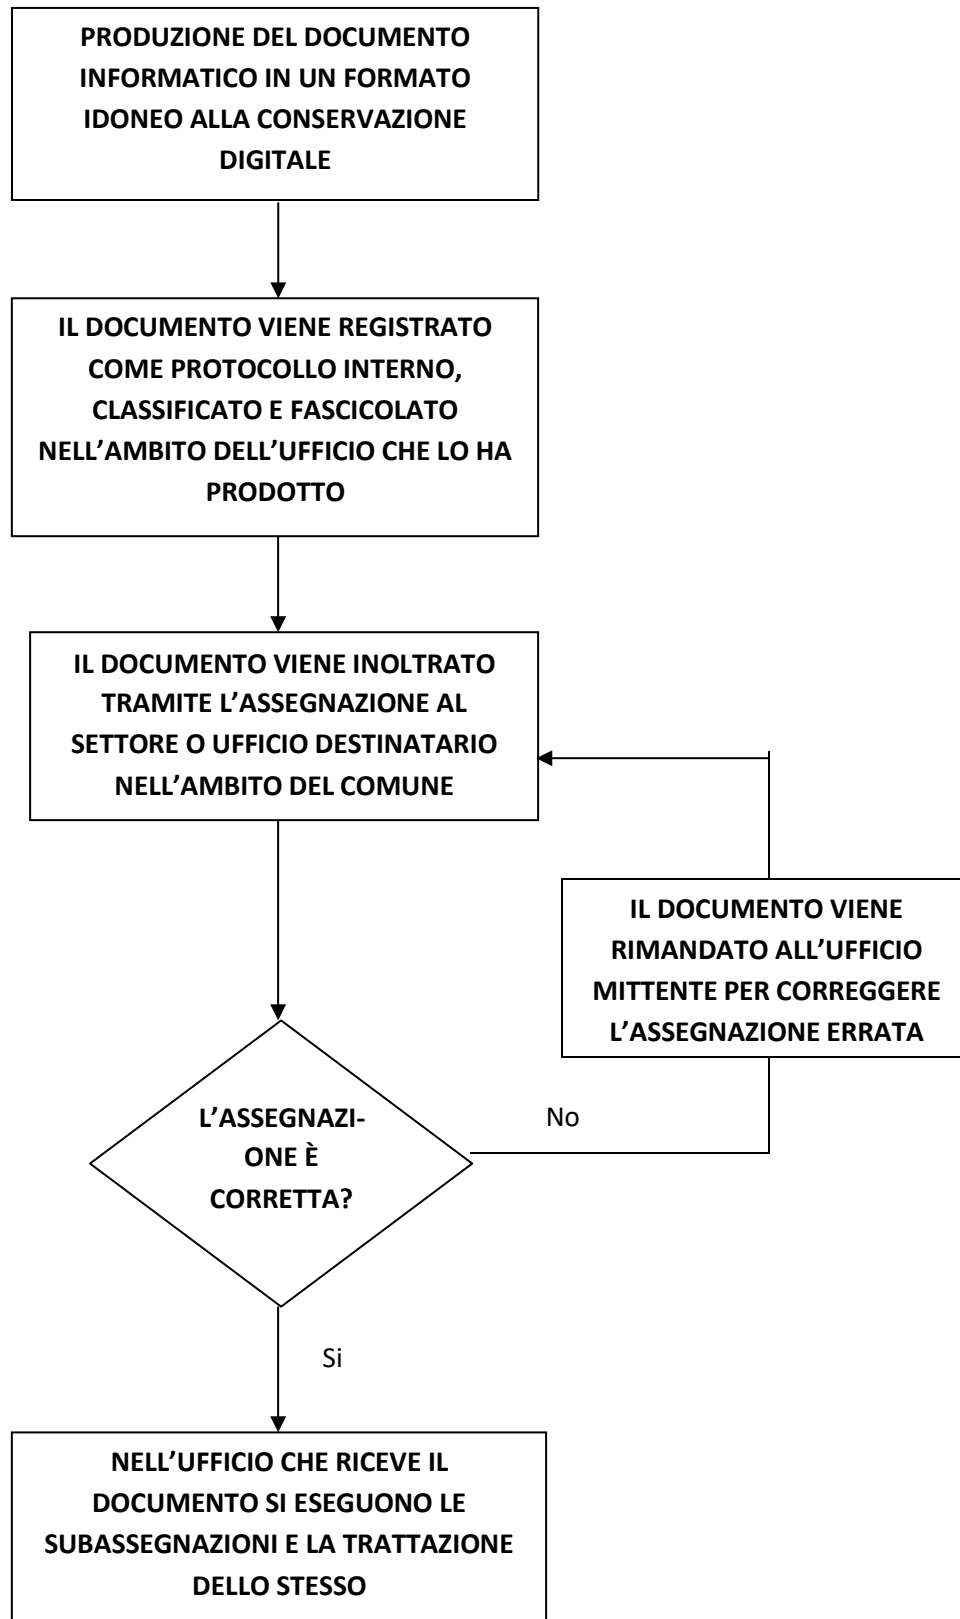 PRODUZIONE DEL DOCUMENTO
INFORMATICO IN UN FORMATO
IDONEO ALLA CONSERVAZIONE
DIGITALE
IL DOCUMENTO VIENE REGISTRATO
COME PROTOCOLLO INTERNO,
CLASSIFICATO E FASCICOLATO
NELL’AMBITO DELL’UFFICIO CHE LO HA
PRODOTTO
IL DOCUMENTO VIENE INOLTRATO
TRAMITE L’ASSEGNAZIONE AL
SETTORE O UFFICIO DESTINATARIO
NELL’AMBITO DEL COMUNE
IL DOCUMENTO VIENE
RIMANDATO ALL’UFFICIO
MITTENTE PER CORREGGERE
L’ASSEGNAZIONE ERRATA
L’ASSEGNAZI-
ONE È
CORRETTA?
No
Si
NELL’UFFICIO CHE RICEVE IL
DOCUMENTO SI ESEGUONO LE
SUBASSEGNAZIONI E LA TRATTAZIONE
DELLO STESSO